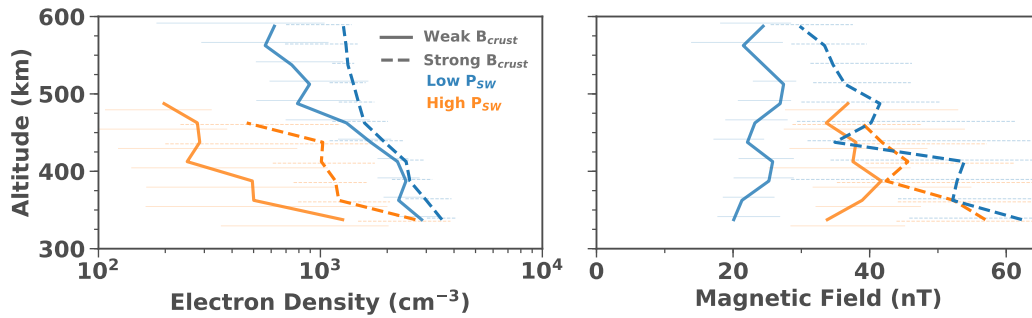 600
500
400
300
Altitude (km)
10²
10³
10⁴
Electron Density (cm⁻³)
Weak B_crust
Strong B_crust
Low P_SW
High P_SW
0
20
40
60
Magnetic Field (nT)